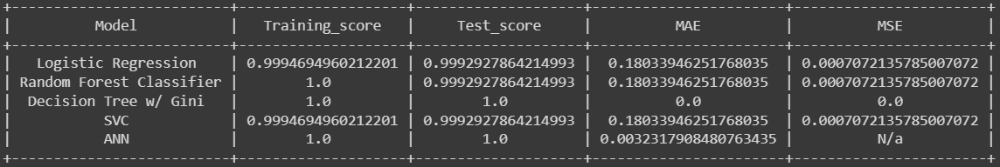 +--------------------------+--------------------+--------------------+-----------------------+-----------------------+
| Model | Training_score | Test_score | MAE | MSE |
+--------------------------+--------------------+--------------------+-----------------------+-----------------------+
| Logistic Regression | 0.9994694960212201 | 0.9992927864214993 | 0.18033946251768035 | 0.0007072135785007072 |
| Random Forest Classifier | 1.0 | 0.9992927864214993 | 0.18033946251768035 | 0.0007072135785007072 |
| Decision Tree w/ Gini | 1.0 | 1.0 | 0.0 | 0.0 |
| SVC | 0.9994694960212201 | 0.9992927864214993 | 0.18033946251768035 | 0.0007072135785007072 |
| ANN | 1.0 | 1.0 | 0.0032317908480763435 | N/a |
+--------------------------+--------------------+--------------------+-----------------------+-----------------------+